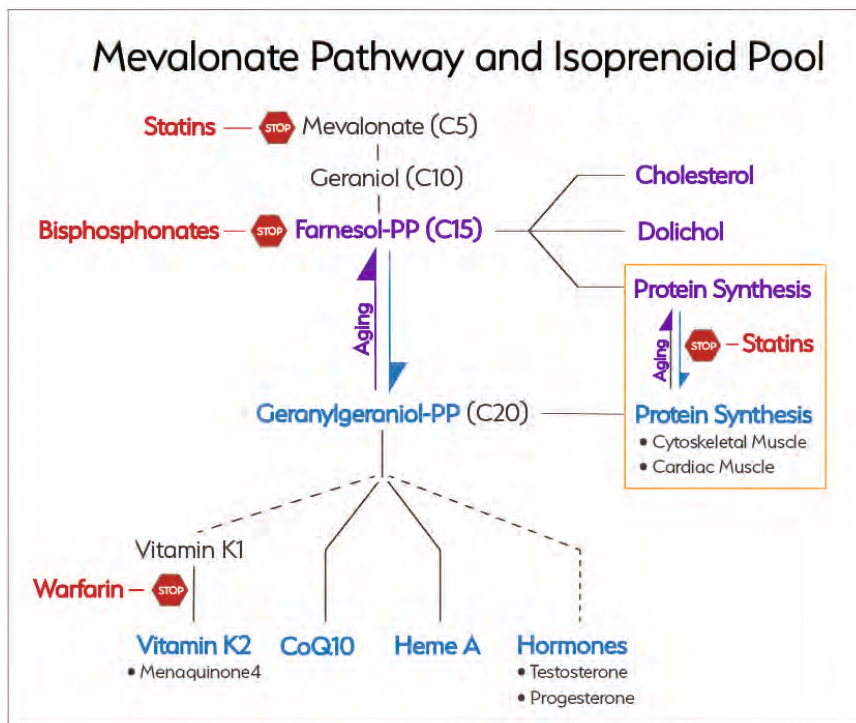 Mevalonate Pathway and Isoprenoid Pool
Statins
STOP
Mevalonate (C5)
Geraniol (C10)
Cholesterol
Bisphosphonates
STOP
Farnesol-PP (C15)
Dolichol
Protein Synthesis
Aging
Aging
STOP
Statins
Geranylgeraniol-PP (C20)
Protein Synthesis
• Cytoskeletal Muscle
• Cardiac Muscle
Vitamin K1
Warfarin
STOP
Vitamin K2
• Menaquinone4
CoQ10
Heme A
Hormones
• Testosterone
• Progesterone